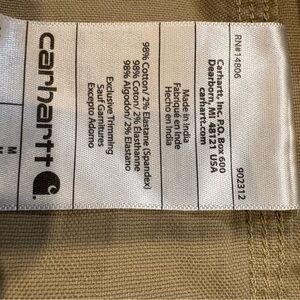 RN#14806
902312
Carhartt, Inc. P.O. Box 600
Dearborn, MI / 48121 USA
carhartt.com
Made in India
Fabriqué en Inde
Hecho en India
98% Cotton/ 2% Elastane (Spandex)
98% Cotton/ 2% Élasthanne
98% Algodón/ 2% Elastano
Exclusive Trimming
Sauf Garnitures
Excepto Adorno
carhartt
M